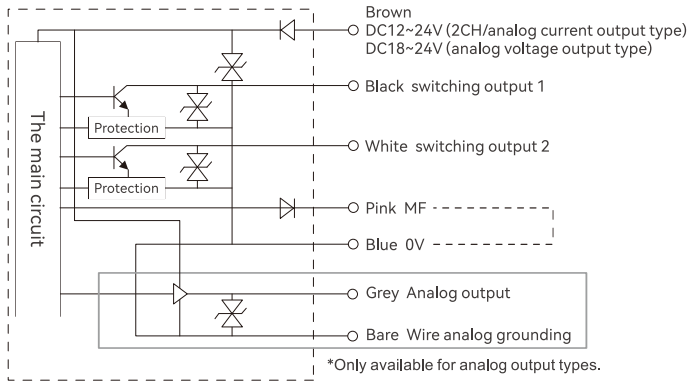 Brown
DC12~24V (2CH/analog current output type)
DC18~24V (analog voltage output type)
Black switching output 1
Protection
The main circuit
White switching output 2
Protection
Pink MF
Blue 0V
Grey Analog output
Bare Wire analog grounding
*Only available for analog output types.